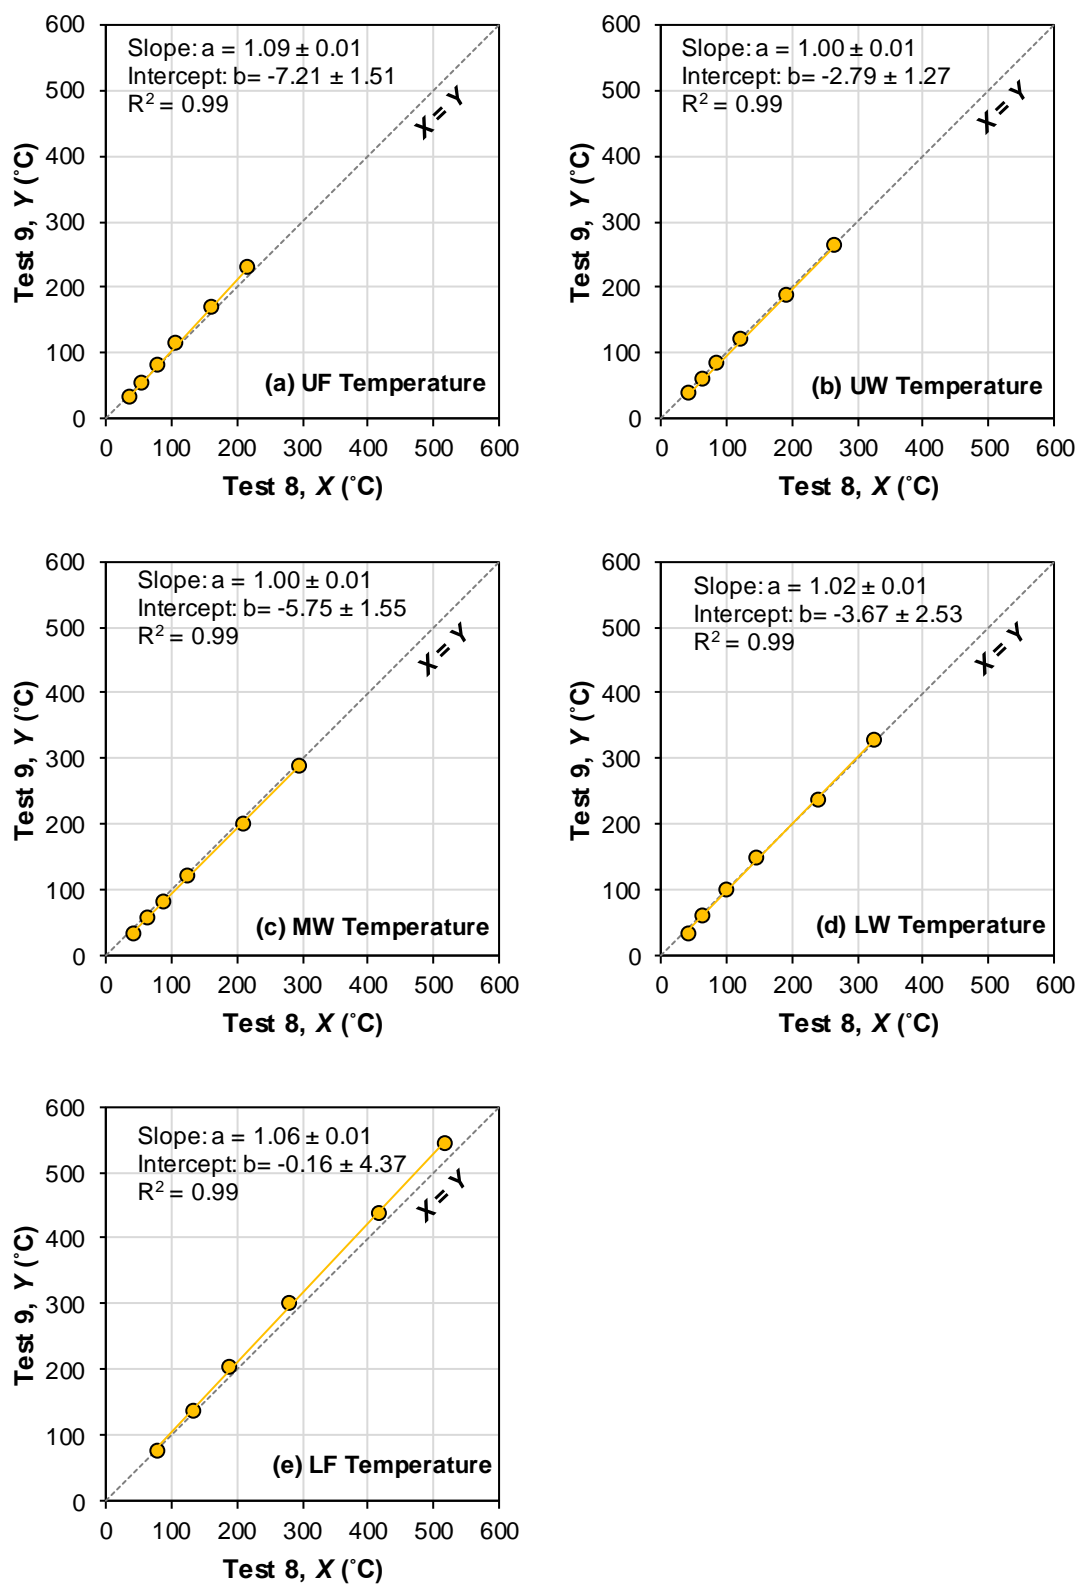 600
500
400
300
200
100
0
Test 9, Y (˚C)
Slope: a = 1.09 ± 0.01
Intercept: b= -7.21 ± 1.51
R² = 0.99
X = Y
(a) UF Temperature
0 100 200 300 400 500 600
Test 8, X (˚C)
600
500
400
300
200
100
0
Test 9, Y (˚C)
Slope: a = 1.00 ± 0.01
Intercept: b= -2.79 ± 1.27
R² = 0.99
X = Y
(b) UW Temperature
0 100 200 300 400 500 600
Test 8, X (˚C)
600
500
400
300
200
100
0
Test 9, Y (˚C)
Slope: a = 1.00 ± 0.01
Intercept: b= -5.75 ± 1.55
R² = 0.99
X = Y
(c) MW Temperature
0 100 200 300 400 500 600
Test 8, X (˚C)
600
500
400
300
200
100
0
Test 9, Y (˚C)
Slope: a = 1.02 ± 0.01
Intercept: b= -3.67 ± 2.53
R² = 0.99
X = Y
(d) LW Temperature
0 100 200 300 400 500 600
Test 8, X (˚C)
600
500
400
300
200
100
0
Test 9, Y (˚C)
Slope: a = 1.06 ± 0.01
Intercept: b= -0.16 ± 4.37
R² = 0.99
X = Y
(e) LF Temperature
0 100 200 300 400 500 600
Test 8, X (˚C)